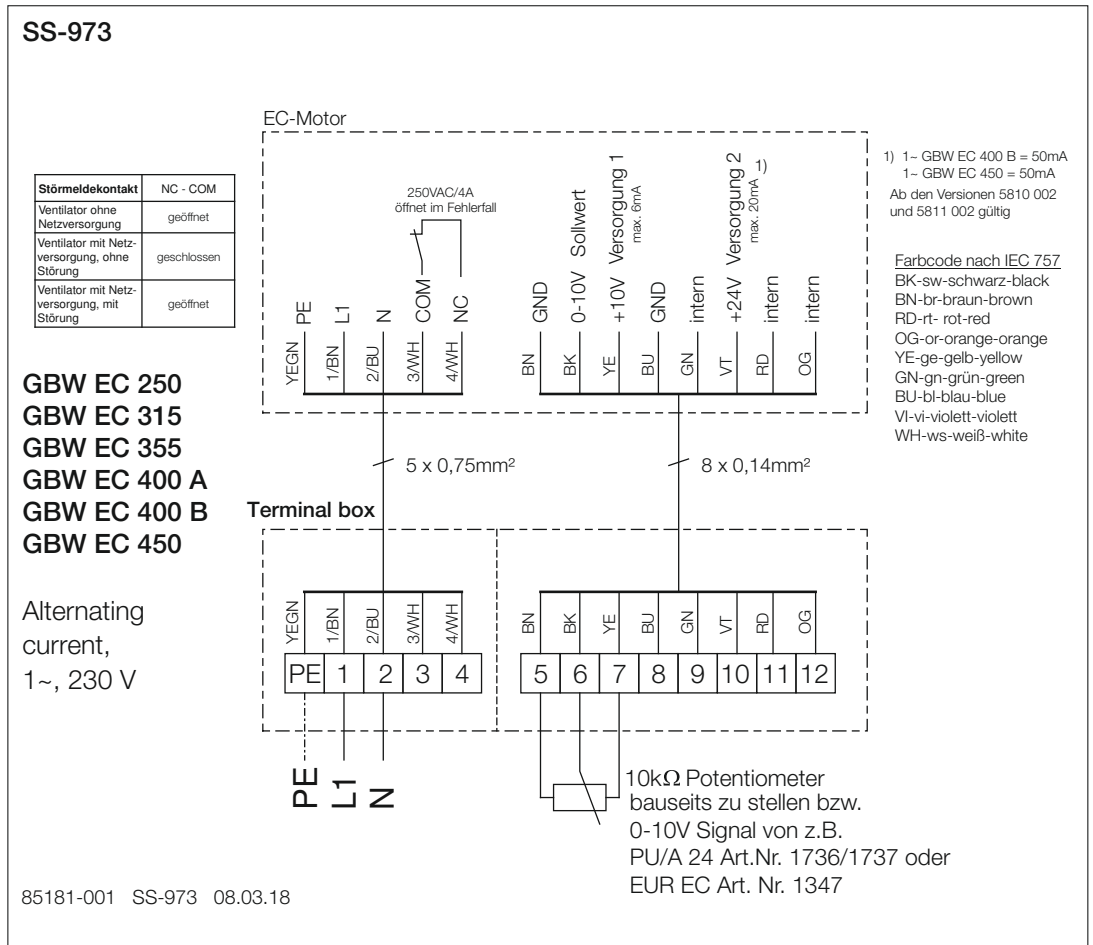 SS-973
EC-Motor
Störmeldekontakt NC - COM
Ventilator ohne
Netzversorgung
geöffnet
Ventilator mit Netz-
versorgung, ohne
Störung
geschlossen
Ventilator mit Netz-
versorgung, mit
Störung
geöffnet
250VAC/4A
öffnet im Fehlerfall
PE
L1
N
COM
NC
GND
0-10V Sollwert
+10V Versorgung 1
max. 6mA
GND
intern
+24V Versorgung 2
max. 20mA 1)
intern
intern
YEGN
1/BN
2/BU
3/WH
4/WH
BN
BK
YE
BU
GN
VT
RD
OG
1) 1~ GBW EC 400 B = 50mA
1~ GBW EC 450 = 50mA
Ab den Versionen 5810 002
und 5811 002 gültig
Farbcode nach IEC 757
BK-sw-schwarz-black
BN-br-braun-brown
RD-rt- rot-red
OG-or-orange-orange
YE-ge-gelb-yellow
GN-gn-grün-green
BU-bl-blau-blue
VI-vi-violett-violett
WH-ws-weiß-white
GBW EC 250
GBW EC 315
GBW EC 355
GBW EC 400 A
GBW EC 400 B
GBW EC 450
5 x 0,75mm²
8 x 0,14mm²
Terminal box
Alternating
current,
1~, 230 V
YEGN
1/BN
2/BU
3/WH
4/WH
BN
BK
YE
BU
GN
VT
RD
OG
PE 1 2 3 4
5 6 7 8 9 10 11 12
PE
L1
N
10kΩ Potentiometer
bauseits zu stellen bzw.
0-10V Signal von z.B.
PU/A 24 Art.Nr. 1736/1737 oder
EUR EC Art. Nr. 1347
85181-001 SS-973 08.03.18